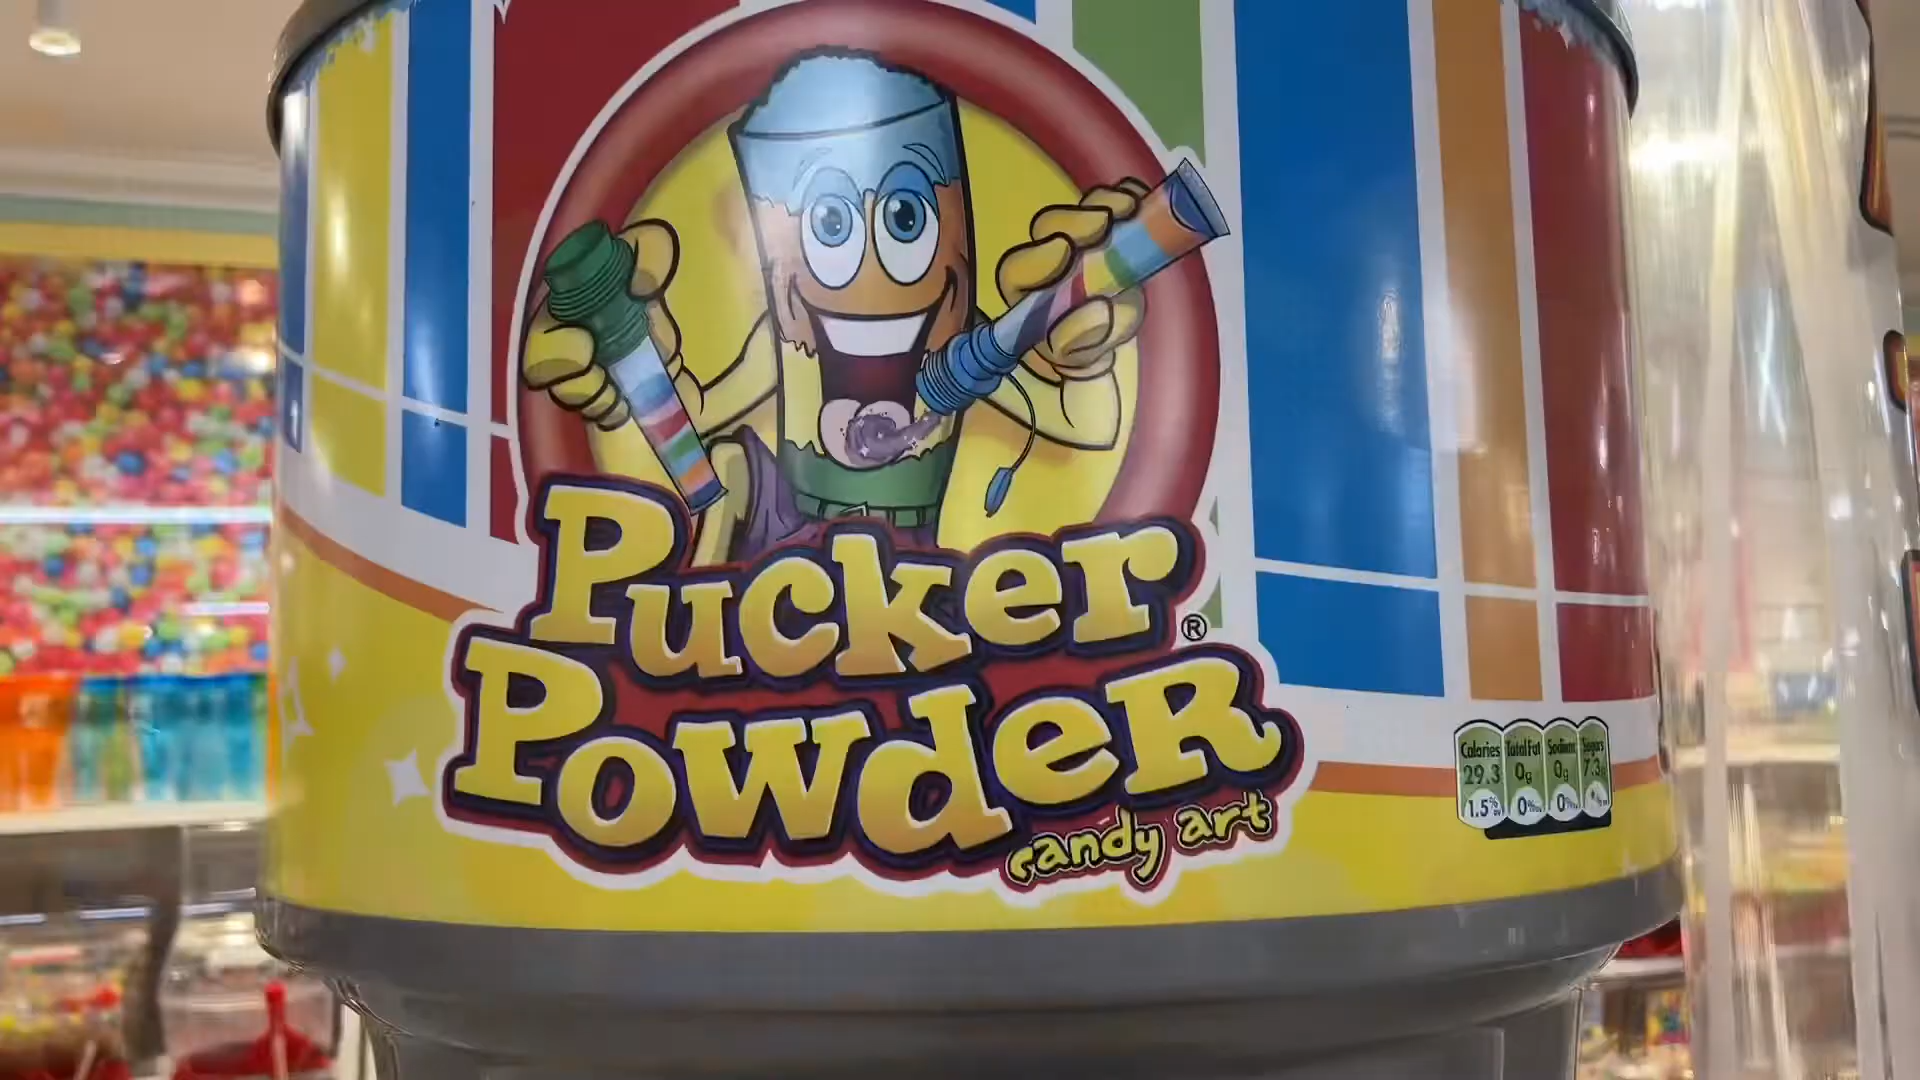 Pucker
Powder®
candy art
Calories Total Fat Sodium Sugars
29.3 0g 0g 7.3g
1.5% 0% 0%